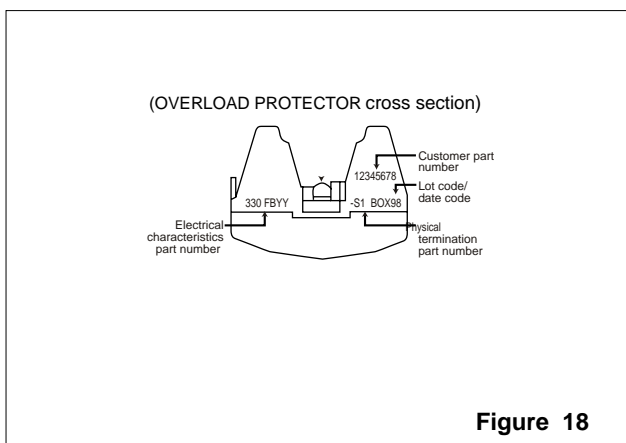 (OVERLOAD PROTECTOR cross section)
Customer part
number
12345678
Lot code/
date code
330 FBYY
-S1 BOX98
Electrical
characteristics
part number
Physical
termination
part number
Figure 18